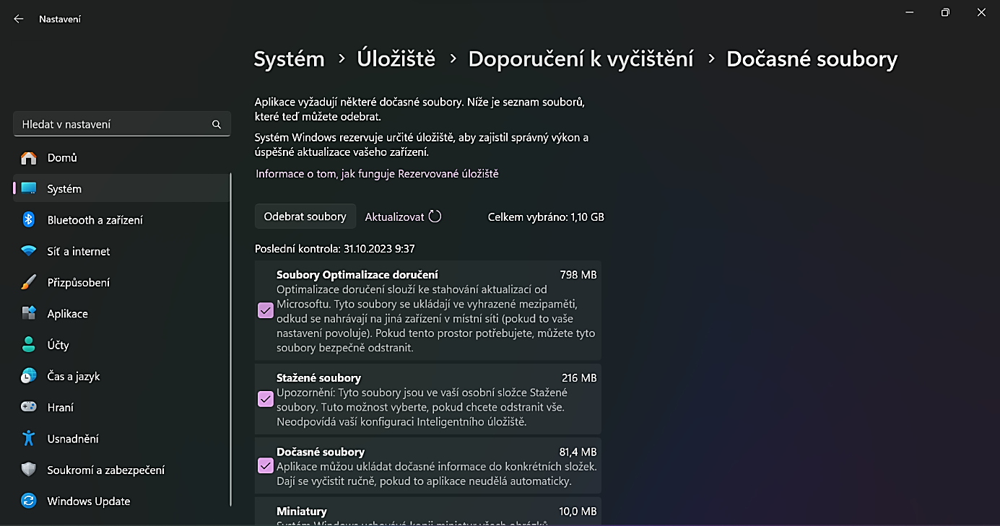 Nastavení
Systém > Úložiště > Doporučení k vyčištění > Dočasné soubory
Hledat v nastavení
Domů
Systém
Bluetooth a zařízení
Síť a internet
Přizpůsobení
Aplikace
Účty
Čas a jazyk
Hraní
Usnadnění
Soukromí a zabezpečení
Windows Update
Aplikace vyžadují některé dočasné soubory. Níže je seznam souborů,
které teď můžete odebrat.
Systém Windows rezervuje určité úložiště, aby zajistil správný výkon a
úspěšné aktualizace vašeho zařízení.
Informace o tom, jak funguje Rezervované úložiště
Odebrat soubory Aktualizovat Celkem vybráno: 1,10 GB
Poslední kontrola: 31.10.2023 9:37
Soubory Optimalizace doručení 798 MB
Optimalizace doručení slouží ke stahování aktualizací od
Microsoftu. Tyto soubory se ukládají ve vyhrazené mezipaměti,
odkud se nahrávají na jiná zařízení v místní síti (pokud to vaše
nastavení povoluje). Pokud tento prostor potřebujete, můžete tyto
soubory bezpečně odstranit.
Stažené soubory 216 MB
Upozornění: Tyto soubory jsou ve vaší osobní složce Stažené
soubory. Tuto možnost vyberte, pokud chcete odstranit vše.
Neodpovídá vaší konfiguraci Inteligentního úložiště.
Dočasné soubory 81,4 MB
Aplikace můžou ukládat dočasné informace do konkrétních složek.
Dají se vyčistit ručně, pokud to aplikace neudělá automaticky.
Miniatury 10,0 MB
Systém Windows uchovává kopii miniatur všech obrázků,